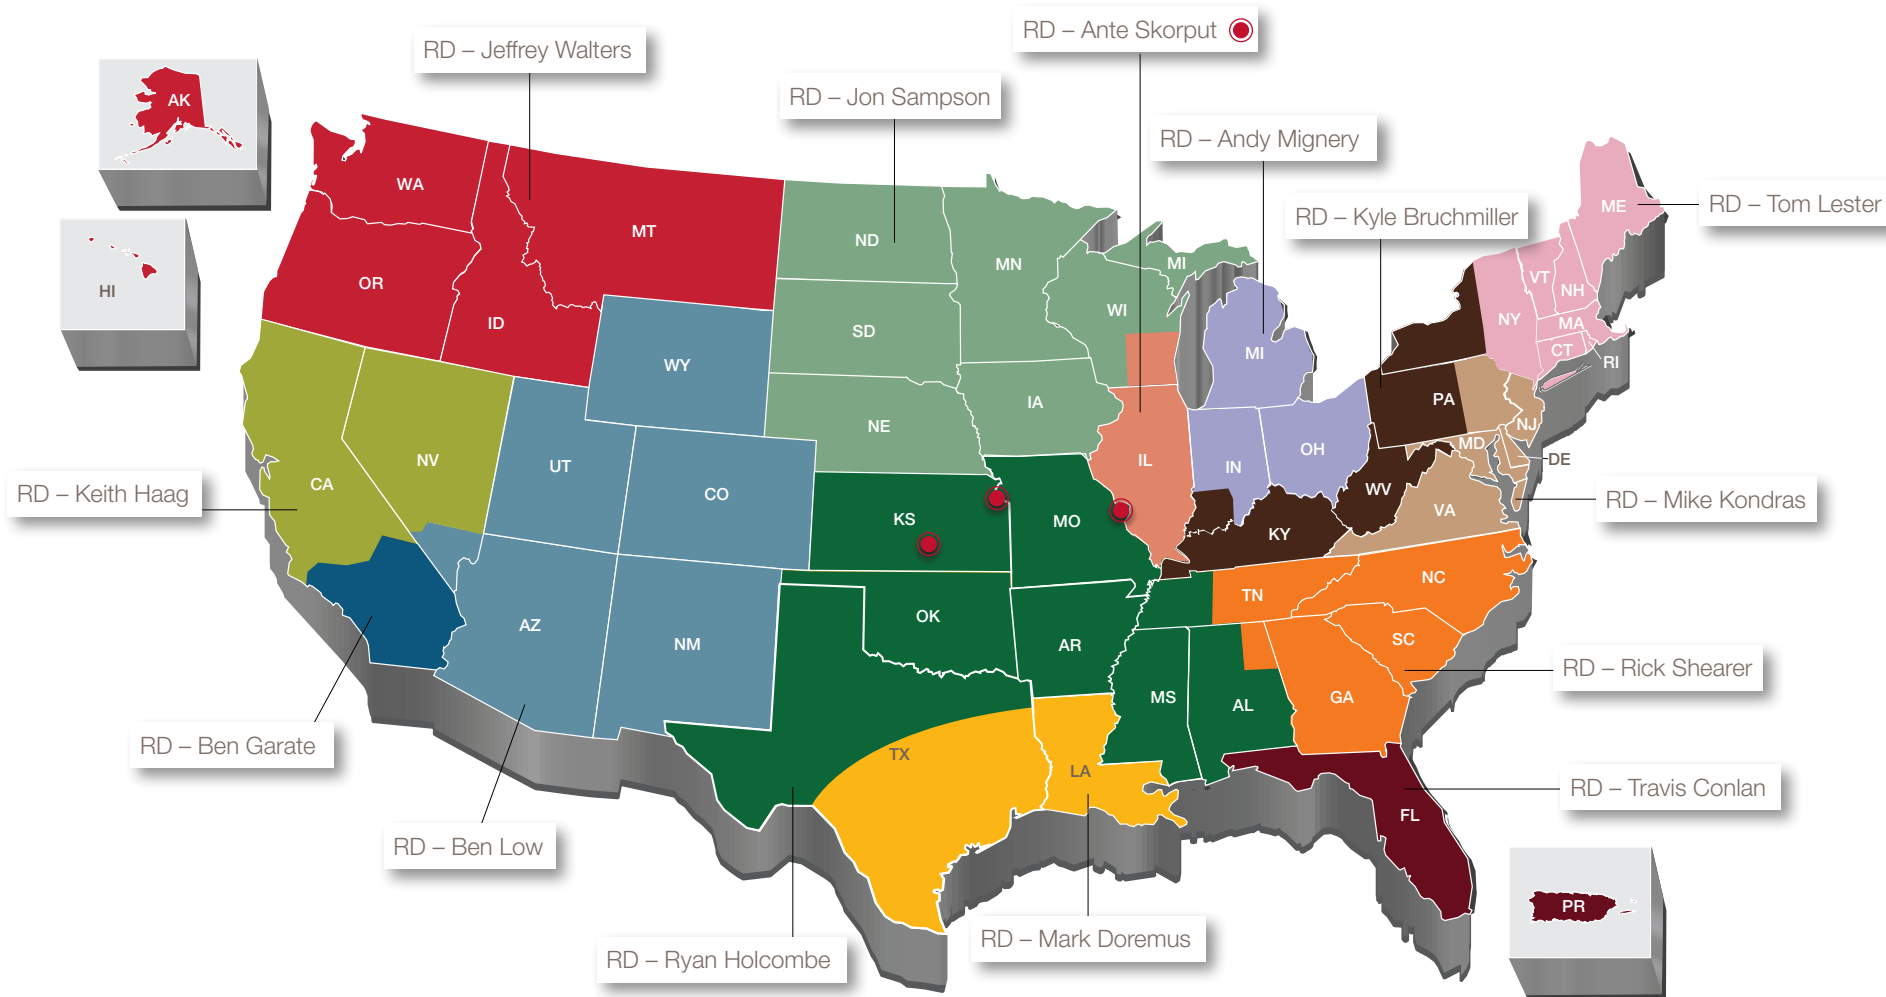 RD – Ante Skorput
RD – Jeffrey Walters
RD – Jon Sampson
RD – Andy Mignery
RD – Kyle Bruchmiller
RD – Tom Lester
AK
HI
WA
MT
OR
ID
ND
MN
MI
WI
SD
WY
IA
NE
ME
VT
NH
NY
MA
CT
RI
MI
PA
NJ
MD
DE
OH
IN
IL
WV
VA
KY
NV
UT
CA
CO
KS
MO
RD – Keith Haag
RD – Mike Kondras
AZ
NM
OK
AR
TN
NC
SC
MS
AL
GA
RD – Rick Shearer
RD – Ben Garate
TX
LA
FL
RD – Travis Conlan
RD – Ben Low
PR
RD – Mark Doremus
RD – Ryan Holcombe